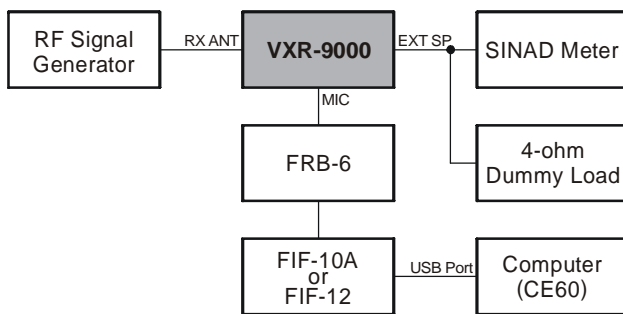 RF Signal
Generator
RX ANT
VXR-9000
EXT SP
SINAD Meter
MIC
FRB-6
4-ohm
Dummy Load
FIF-10A
or
FIF-12
USB Port
Computer
(CE60)